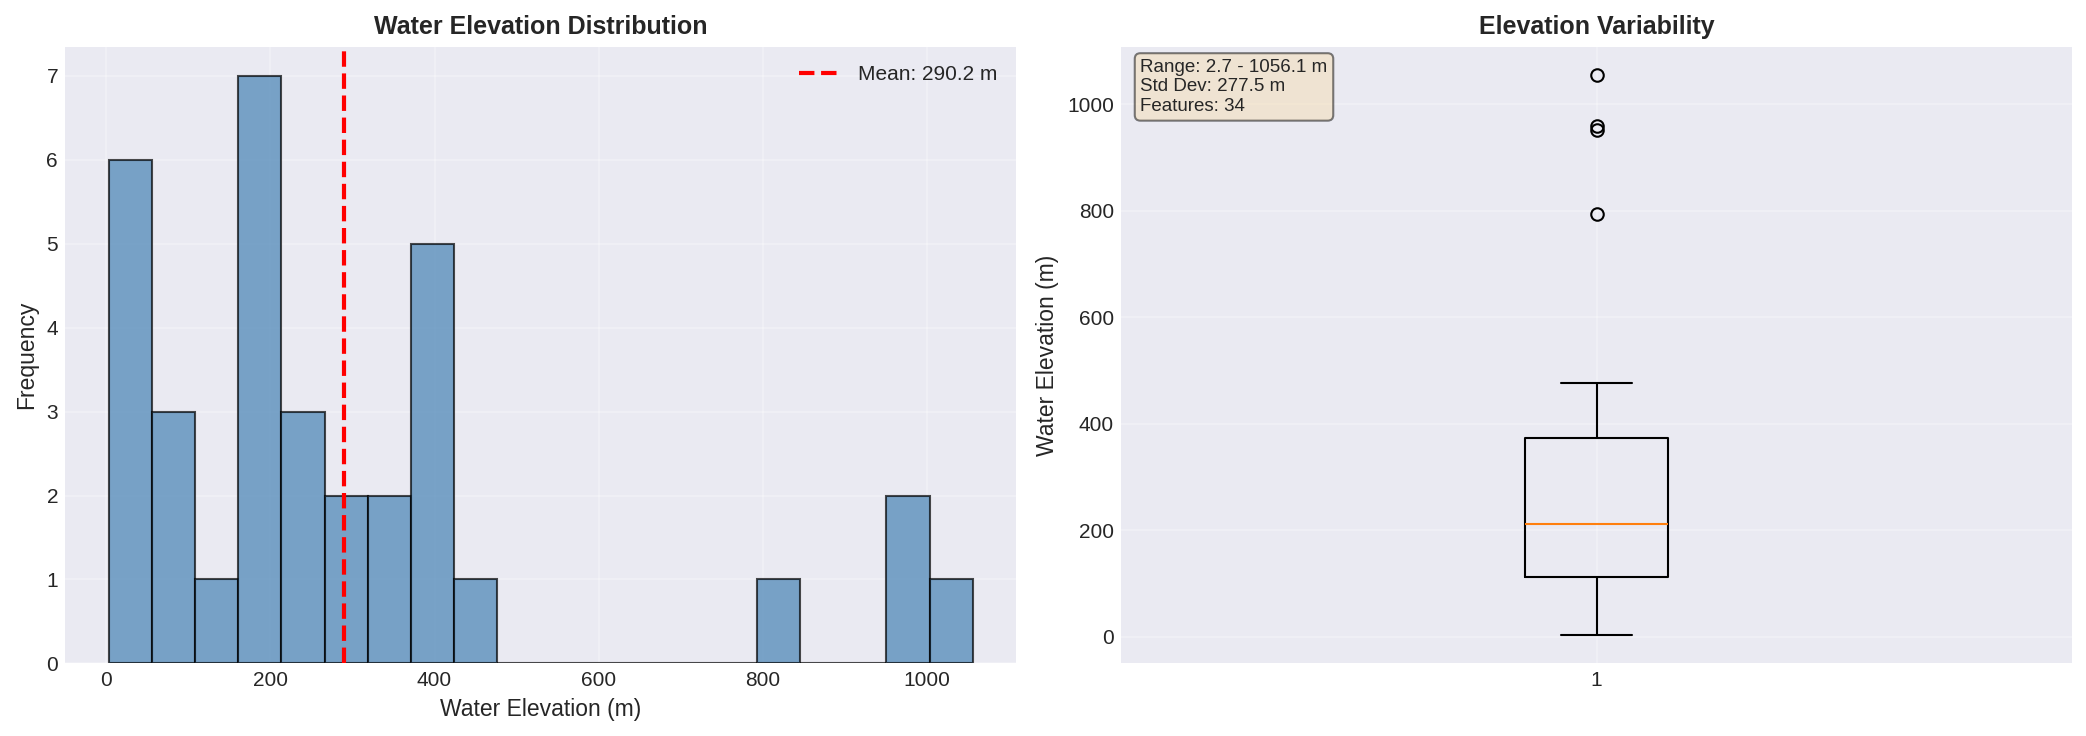 Water Elevation Distribution
Mean: 290.2 m
7
6
5
4
3
2
1
0
Frequency
0 200 400 600 800 1000
Water Elevation (m)
Elevation Variability
Range: 2.7 - 1056.1 m
Std Dev: 277.5 m
Features: 34
1000
800
600
400
200
0
Water Elevation (m)
1